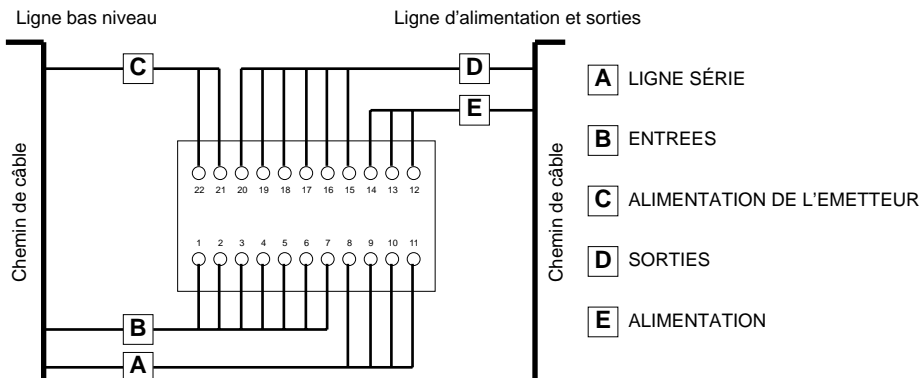 Ligne bas niveau
Ligne d'alimentation et sorties
C
D
E
Chemin de câble
22 21 20 19 18 17 16 15 14 13 12
1 2 3 4 5 6 7 8 9 10 11
B
A
Chemin de câble
A LIGNE SÉRIE
B ENTREES
C ALIMENTATION DE L'EMETTEUR
D SORTIES
E ALIMENTATION